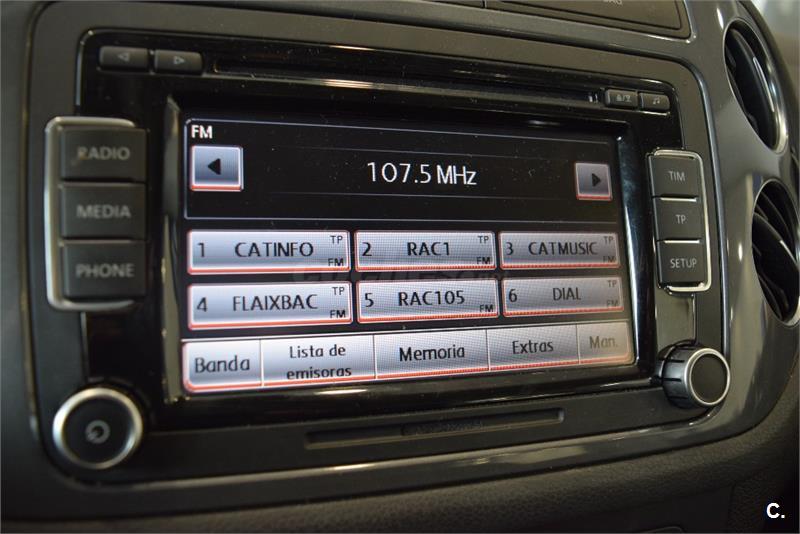 RADIO
MEDIA
PHONE
FM
107.5 MHz
1 CATINFO TP FM
2 RAC1 TP FM
3 CATMUSIC TP FM
4 FLAIXBAC TP FM
5 RAC105 FM
6 DIAL TP FM
Banda
Lista de
emisoras
Memoria
Extras
Man.
TIM
TP
SETUP
C.